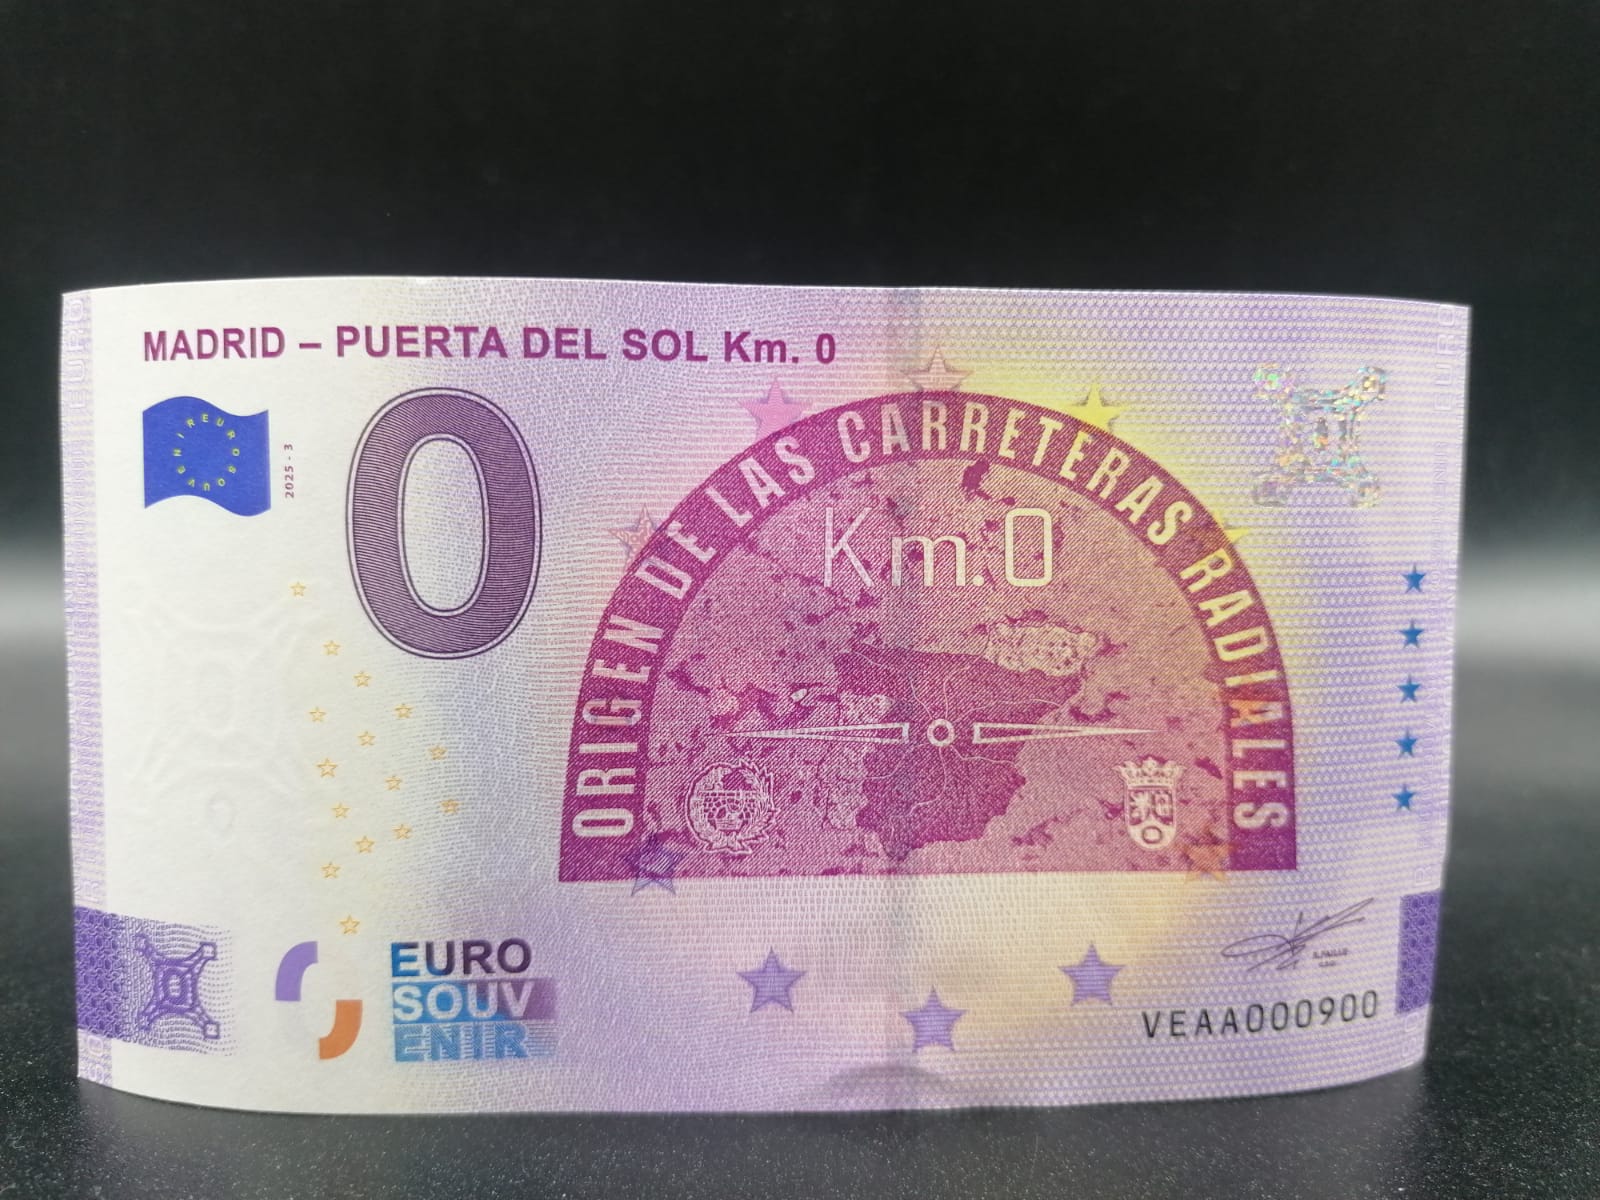 MADRID – PUERTA DEL SOL Km. 0
EUROSOUVENIR
2025 - 3
0
ORIGEN DE LAS CARRETERAS RADIALES
Km.0
EURO
SOUV
ENIR
VEAA000900